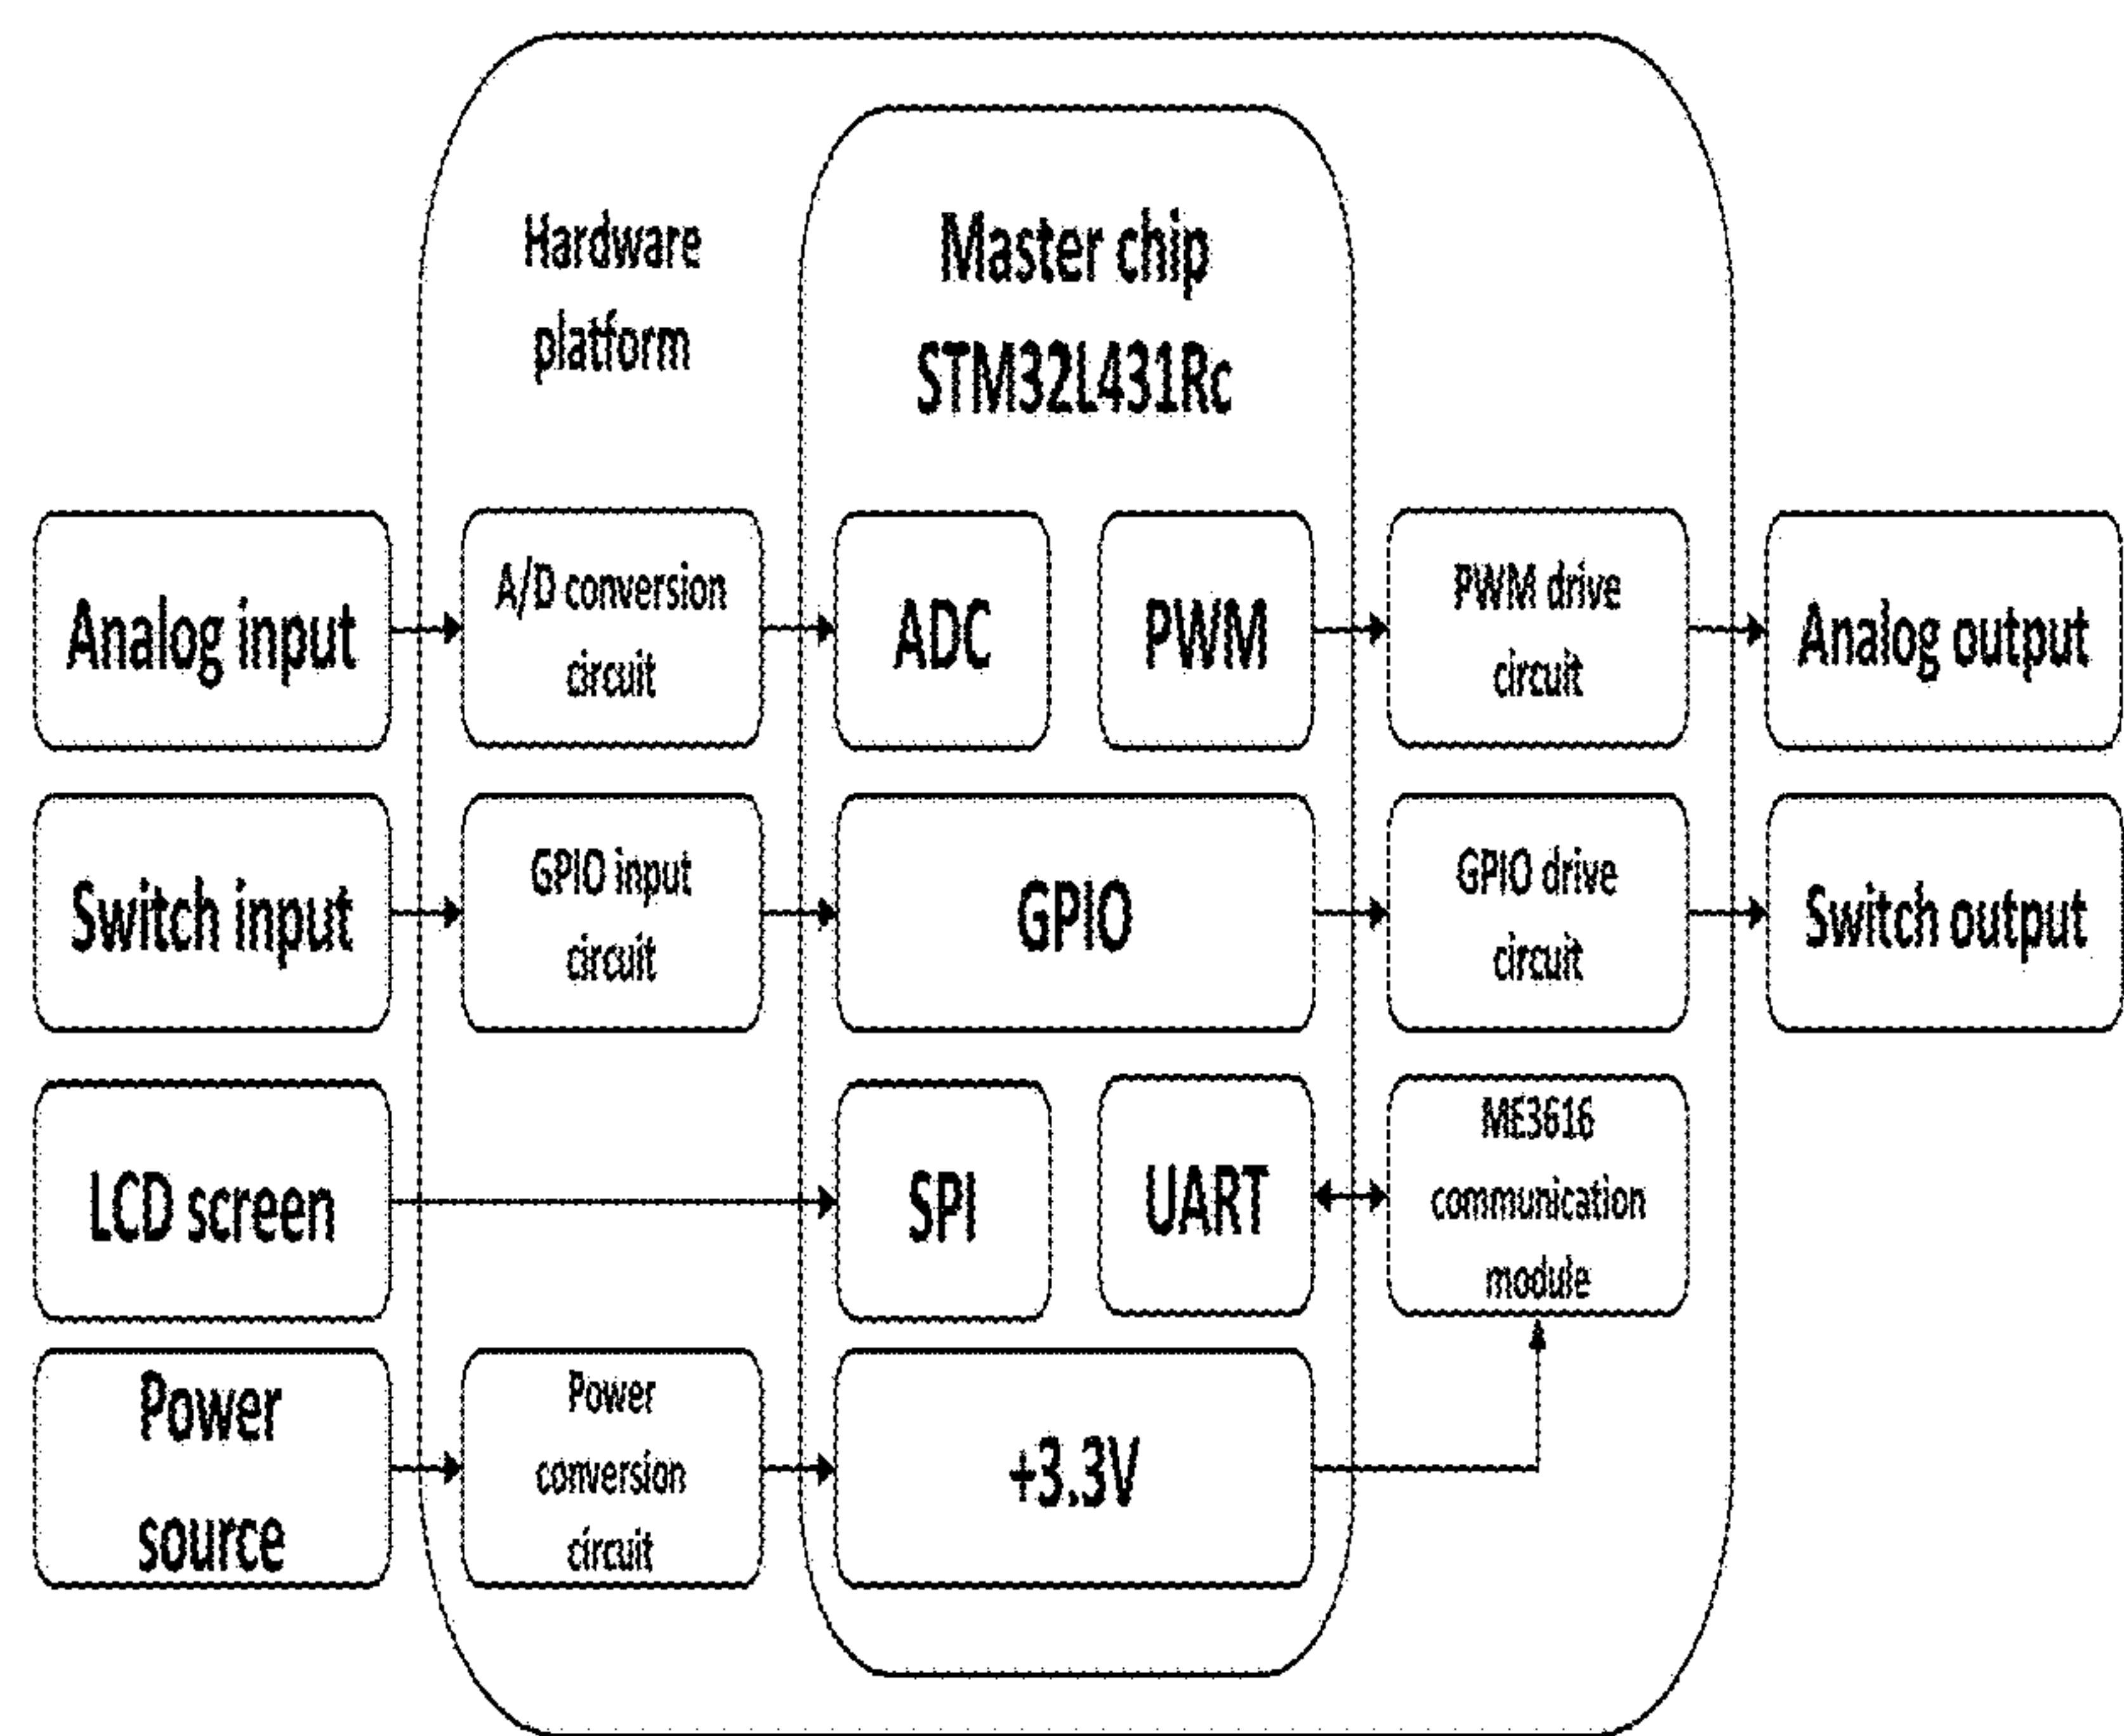 Hardware
platform
Master chip
STM32L431Rc
Analog input
A/D conversion
circuit
ADC
PWM
PWM drive
circuit
Analog output
Switch input
GPIO input
circuit
GPIO
GPIO drive
circuit
Switch output
LCD screen
SPI
UART
ME3616
communication
module
Power
source
Power
conversion
circuit
+3.3V